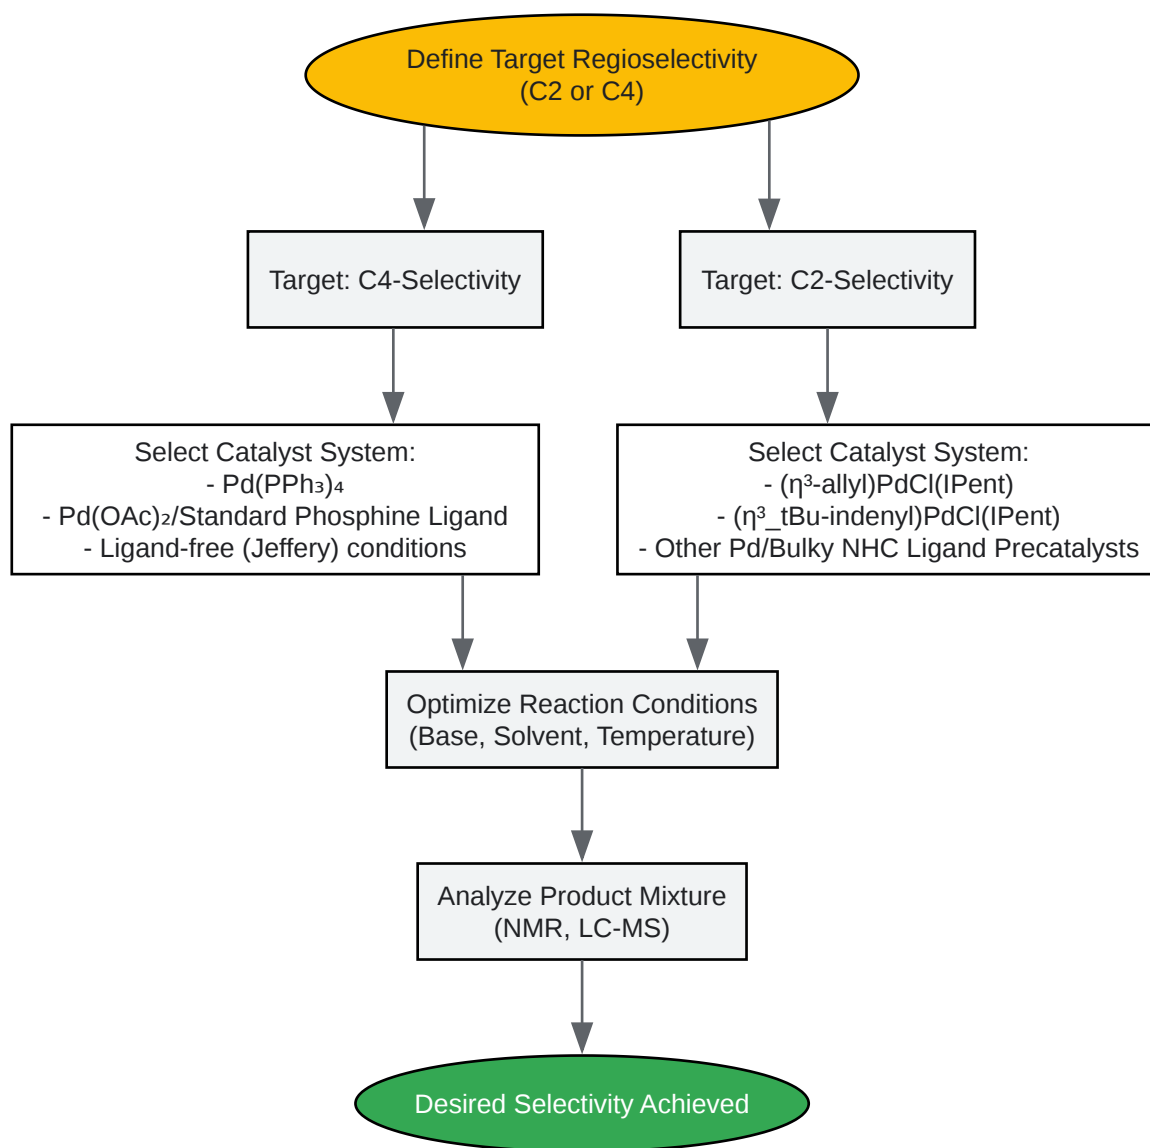 Define Target Regioselectivity
(C2 or C4)
Target: C4-Selectivity
Target: C2-Selectivity
Select Catalyst System:
- Pd(PPh₃)₄
- Pd(OAc)₂/Standard Phosphine Ligand
- Ligand-free (Jeffery) conditions
Select Catalyst System:
- (η³-allyl)PdCl(IPent)
- (η³_tBu-indenyl)PdCl(IPent)
- Other Pd/Bulky NHC Ligand Precatalysts
Optimize Reaction Conditions
(Base, Solvent, Temperature)
Analyze Product Mixture
(NMR, LC-MS)
Desired Selectivity Achieved